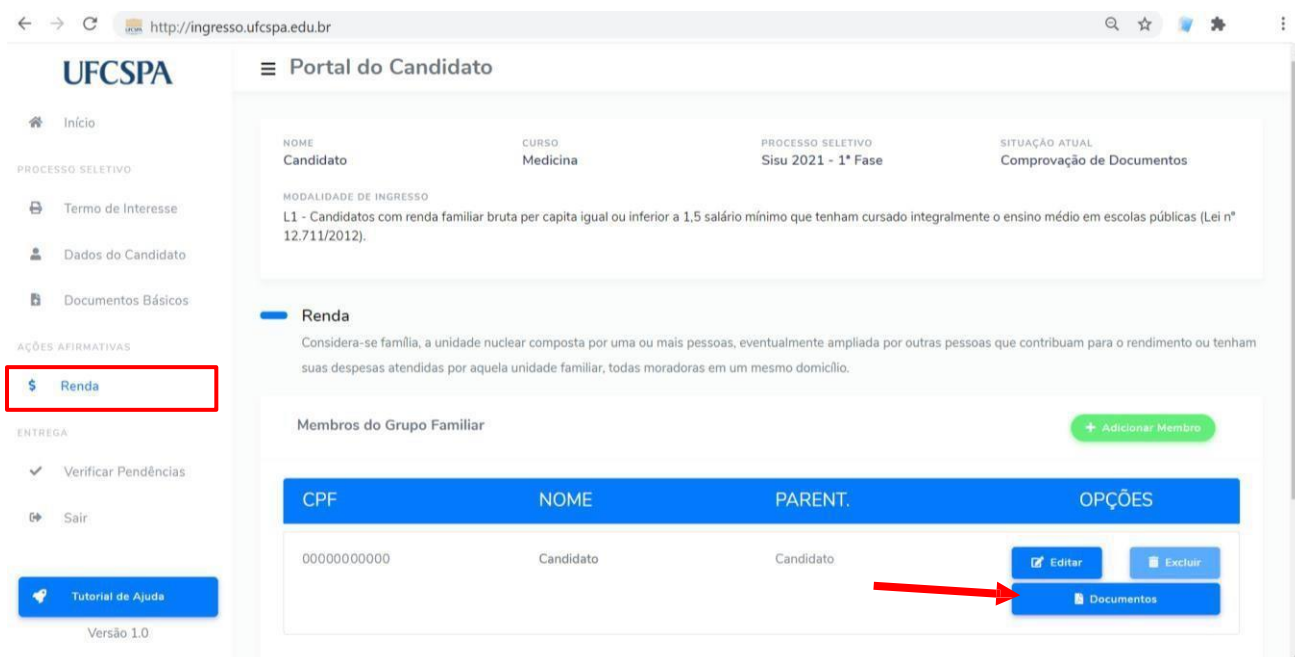 http://ingresso.ufcspa.edu.br
UFCSPA
Portal do Candidato
Início
PROCESSO SELETIVO
Termo de Interesse
Dados do Candidato
Documentos Básicos
AÇÕES AFIRMATIVAS
$ Renda
ENTREGA
Verificar Pendências
Sair
Tutorial de Ajuda
Versão 1.0
NOME
Candidato
CURSO
Medicina
PROCESSO SELETIVO
Sisu 2021 - 1ª Fase
SITUAÇÃO ATUAL
Comprovação de Documentos
MODALIDADE DE INGRESSO
L1 - Candidatos com renda familiar bruta per capita igual ou inferior a 1,5 salário mínimo que tenham cursado integralmente o ensino médio em escolas públicas (Lei nº
12.711/2012).
Renda
Considera-se família, a unidade nuclear composta por uma ou mais pessoas, eventualmente ampliada por outras pessoas que contribuam para o rendimento ou tenham
suas despesas atendidas por aquela unidade familiar, todas moradoras em um mesmo domicílio.
Membros do Grupo Familiar
+ Adicionar Membro
CPF NOME PARENT. OPÇÕES
00000000000 Candidato Candidato
Editar Excluir
Documentos